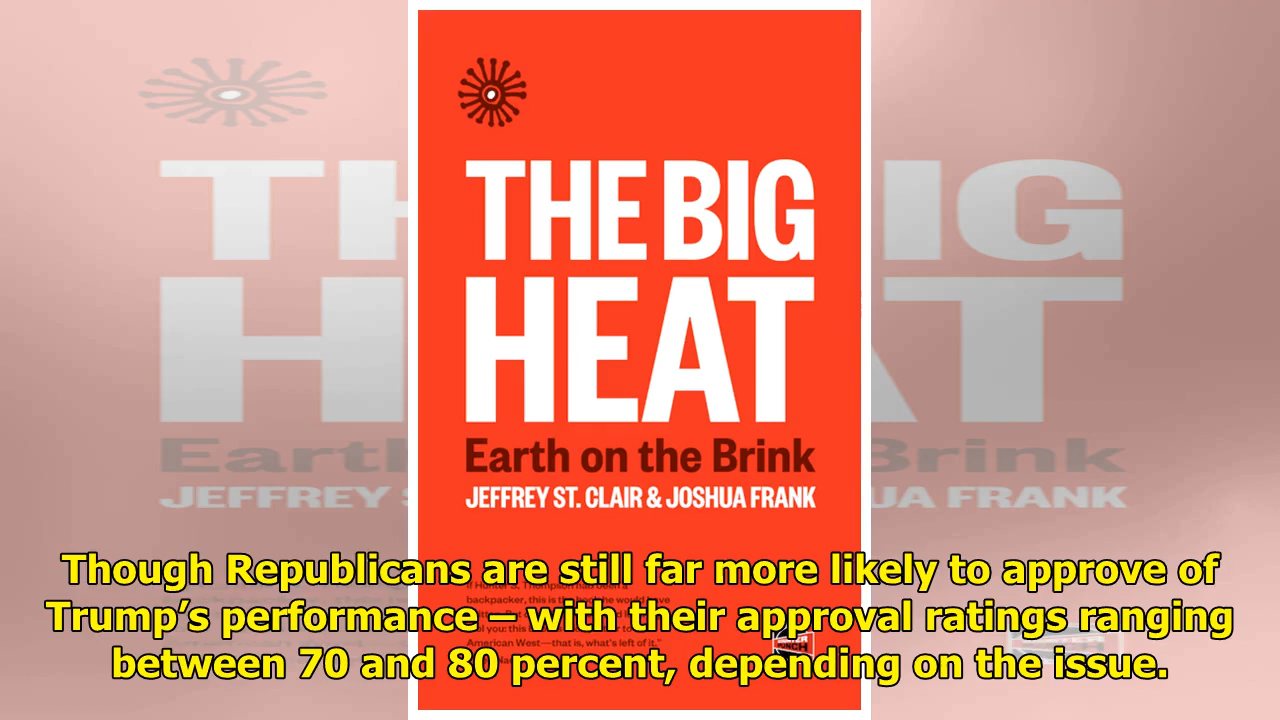 THE BIG
HEAT
Earth on the Brink
JEFFREY ST. CLAIR & JOSHUA FRANK
Though Republicans are still far more likely to approve of
Trump’s performance – with their approval ratings ranging
between 70 and 80 percent, depending on the issue.
American West—that is, what's left of it."